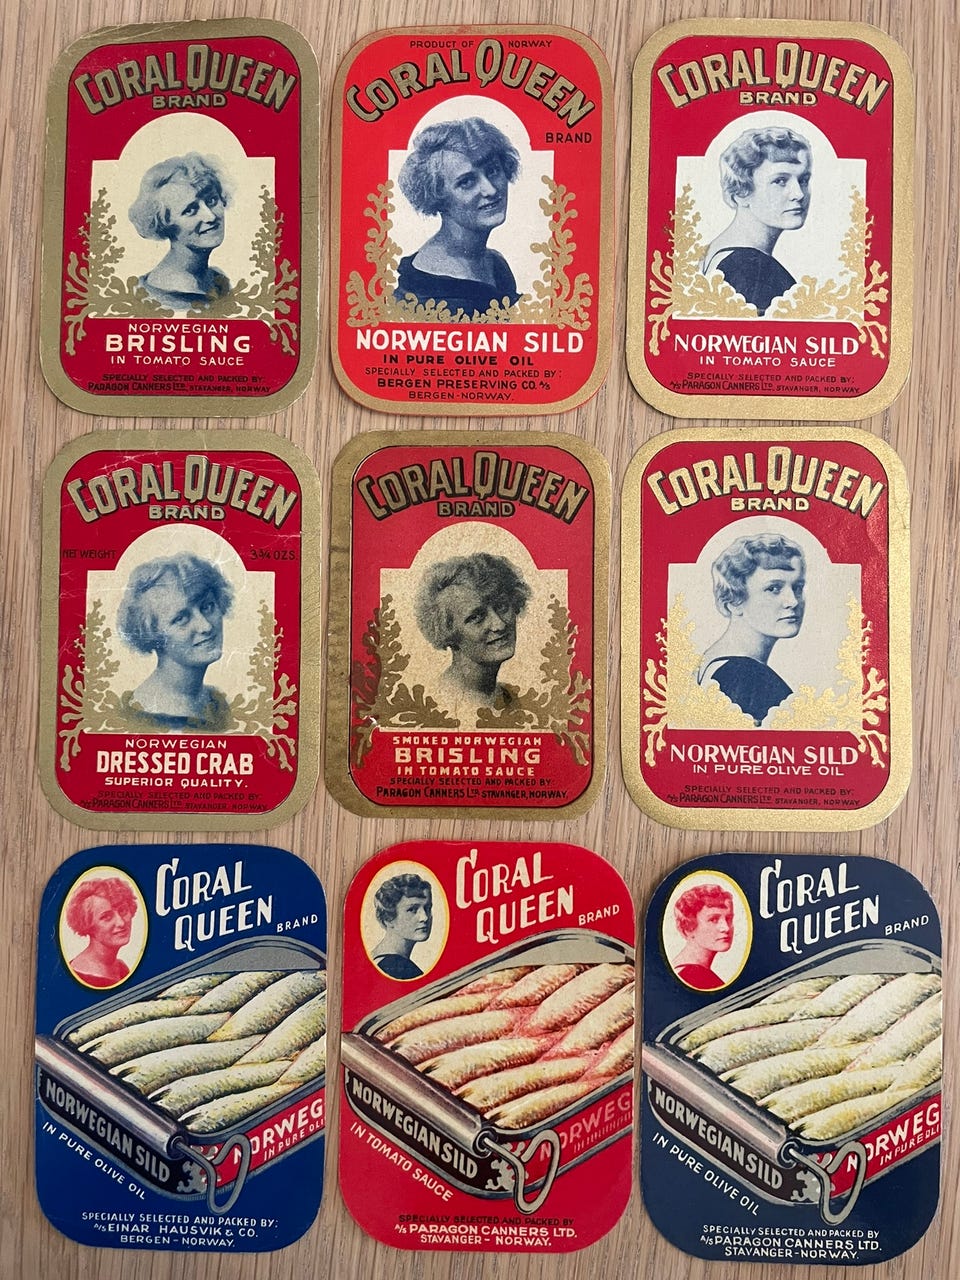 CORAL QUEEN
BRAND
NORWEGIAN
BRISLING
IN TOMATO SAUCE
SPECIALLY SELECTED AND PACKED BY:
PARAGON CANNERS LTD. STAVANGER, NORWAY
PRODUCT OF NORWAY
CORAL QUEEN
BRAND
NORWEGIAN SILD
IN PURE OLIVE OIL
SPECIALLY SELECTED AND PACKED BY:
BERGEN PRESERVING CO. A/S
BERGEN-NORWAY.
CORAL QUEEN
BRAND
NORWEGIAN SILD
IN TOMATO SAUCE
SPECIALLY SELECTED AND PACKED BY:
A/S PARAGON CANNERS LTD. STAVANGER, NORWAY
CORAL QUEEN
BRAND
NET WEIGHT 3¾ OZS.
NORWEGIAN
DRESSED CRAB
SUPERIOR QUALITY.
SPECIALLY SELECTED AND PACKED BY:
A/S PARAGON CANNERS LTD STAVANGER, NORWAY
CORAL QUEEN
BRAND
SMOKED NORWEGIAN
BRISLING
IN TOMATO SAUCE
SPECIALLY SELECTED AND PACKED BY:
PARAGON CANNERS LTD STAVANGER, NORWAY.
CORAL QUEEN
BRAND
NORWEGIAN SILD
IN PURE OLIVE OIL
SPECIALLY SELECTED AND PACKED BY:
A/S PARAGON CANNERS LTD STAVANGER, NORWAY
CORAL
QUEEN BRAND
NORWEGIAN SILD
NORWEG
IN PURE OLI
IN PURE OLIVE OIL
SPECIALLY SELECTED AND PACKED BY:
A/S EINAR HAUSVIK & CO.
BERGEN-NORWAY.
CORAL
QUEEN BRAND
NORWEGIAN SILD
NORWEG
IN TOMATO SAUCE
SPECIALLY SELECTED AND PACKED BY:
A/S PARAGON CANNERS LTD.
STAVANGER-NORWAY.
CORAL
QUEEN BRAND
NORWEGIAN SILD
NORWEG
IN PURE OLI
IN PURE OLIVE OIL
SPECIALLY SELECTED AND PACKED BY:
A/S PARAGON CANNERS LTD.
STAVANGER-NORWAY.